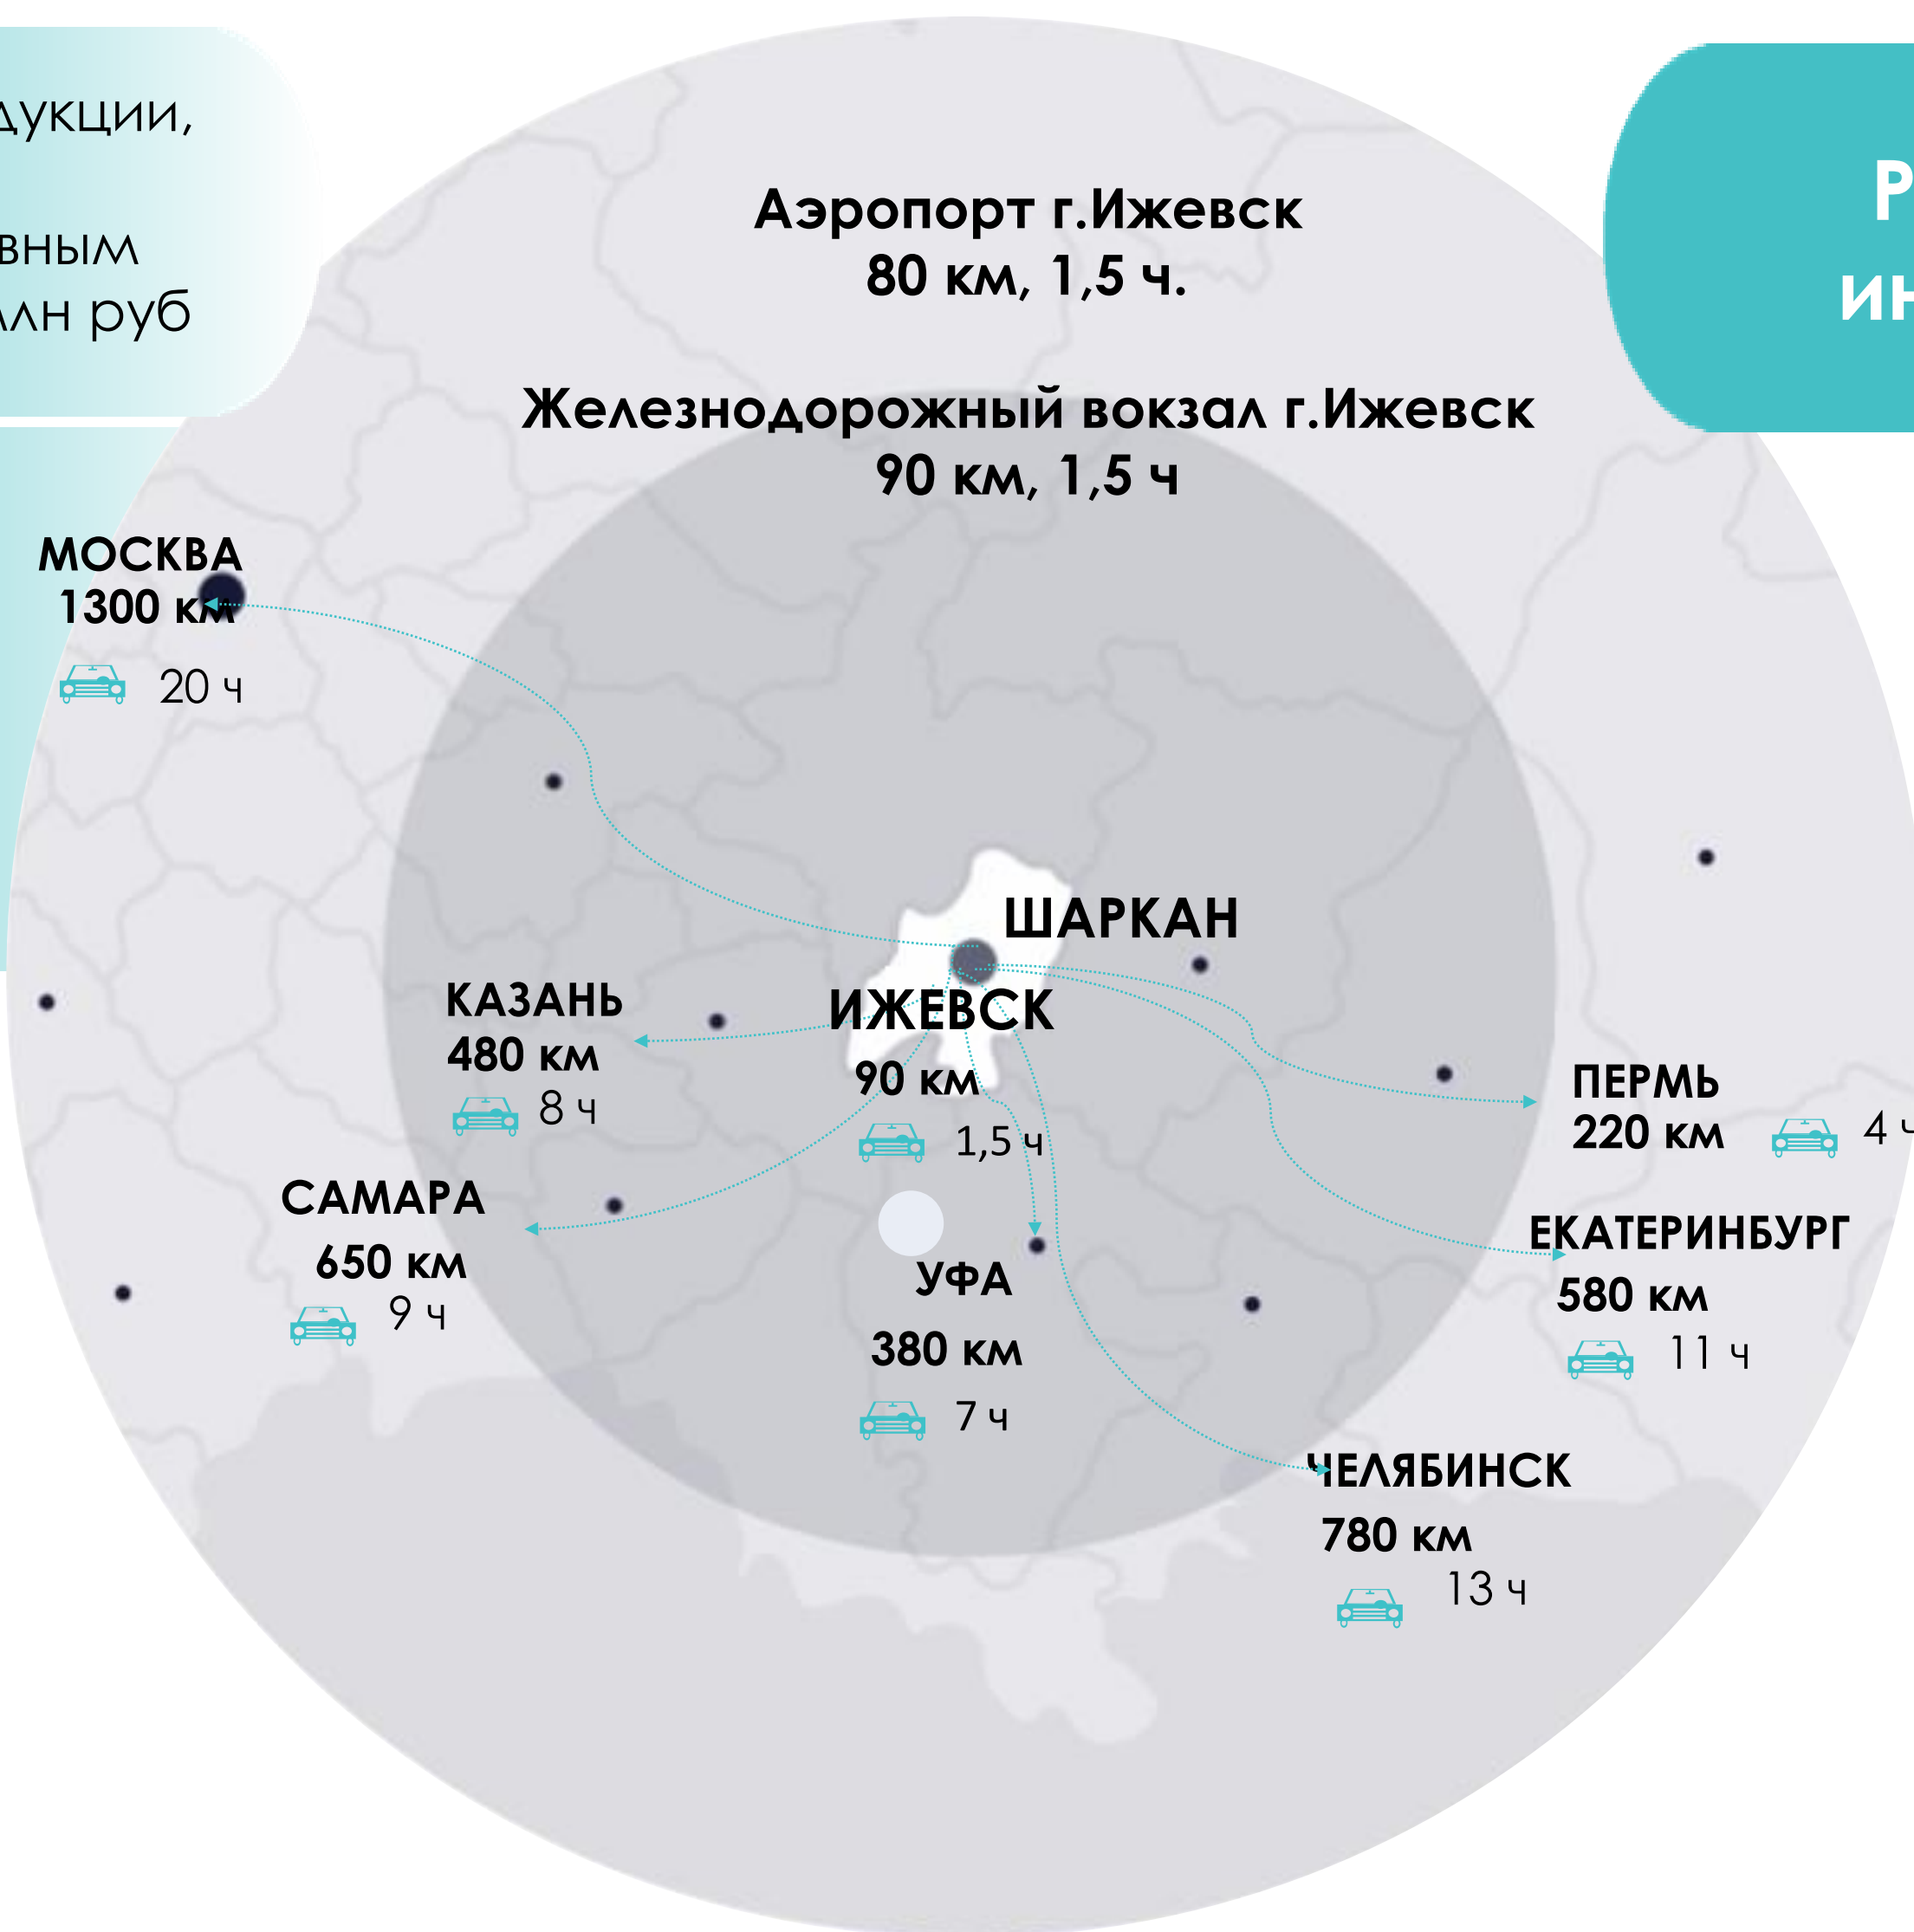 дукции,
вным
лн руб
Р
ин
Аэропорт г.Ижевск
80 км, 1,5 ч.
Железнодорожный вокзал г.Ижевск
90 км, 1,5 ч
МОСКВА
1300 км
20 ч
ШАРКАН
КАЗАНЬ
480 км
8 ч
ИЖЕВСК
90 км
1,5 ч
ПЕРМЬ
220 км
4 ч
САМАРА
650 км
9 ч
УФА
380 км
7 ч
ЕКАТЕРИНБУРГ
580 км
11 ч
ЧЕЛЯБИНСК
780 км
13 ч